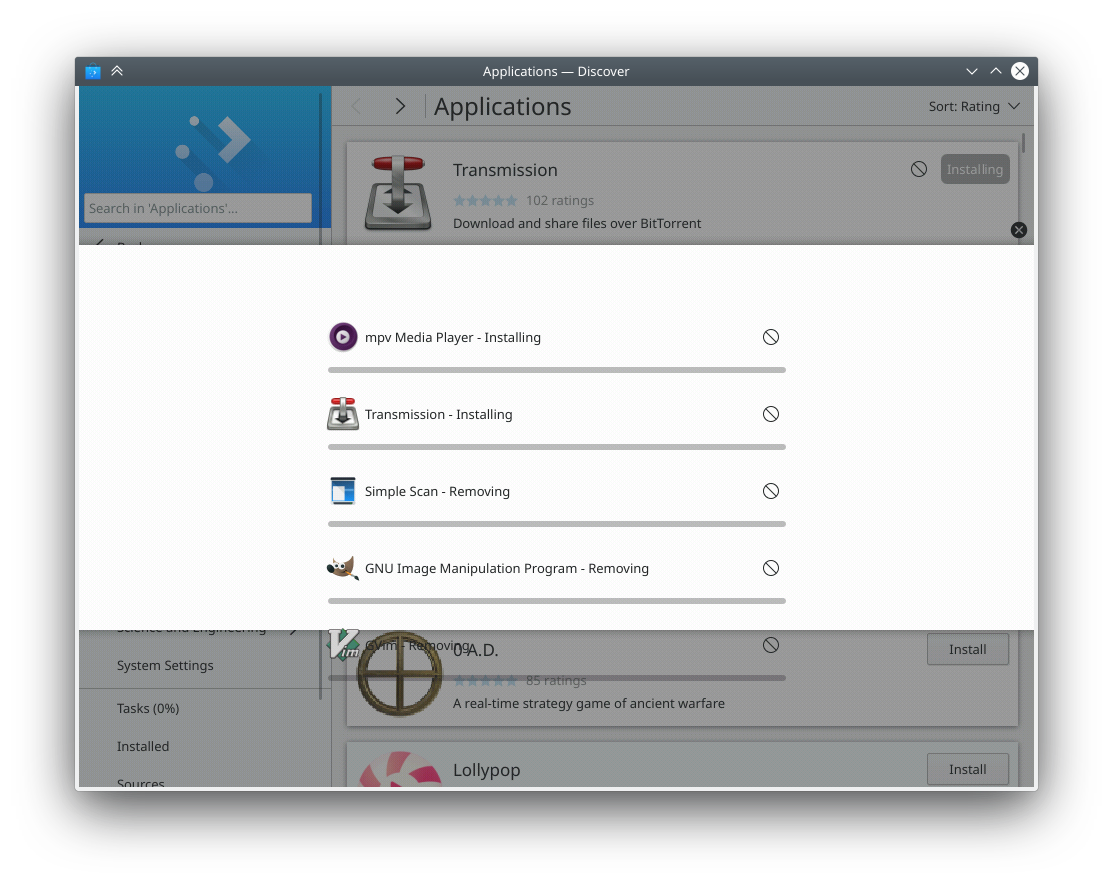 Applications — Discover
Applications
Sort: Rating
Search in 'Applications'...
Transmission
Installing
102 ratings
Download and share files over BitTorrent
mpv Media Player - Installing
Transmission - Installing
Simple Scan - Removing
GNU Image Manipulation Program - Removing
GVim - Removing
Science and Engineering
System Settings
Tasks (0%)
Installed
Sources
0 A.D.
Install
85 ratings
A real-time strategy game of ancient warfare
Lollypop
Install